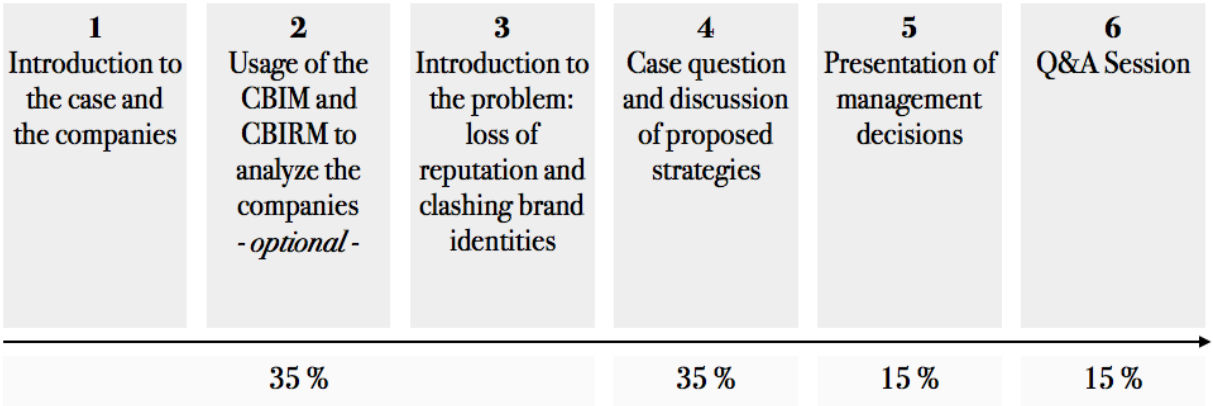 1
Introduction to
the case and
the companies
2
Usage of the
CBIM and
CBIRM to
analyze the
companies
- optional -
3
Introduction to
the problem:
loss of
reputation and
clashing brand
identities
4
Case question
and discussion
of proposed
strategies
5
Presentation of
management
decisions
6
Q&A Session
35 %
35 %
15 %
15 %